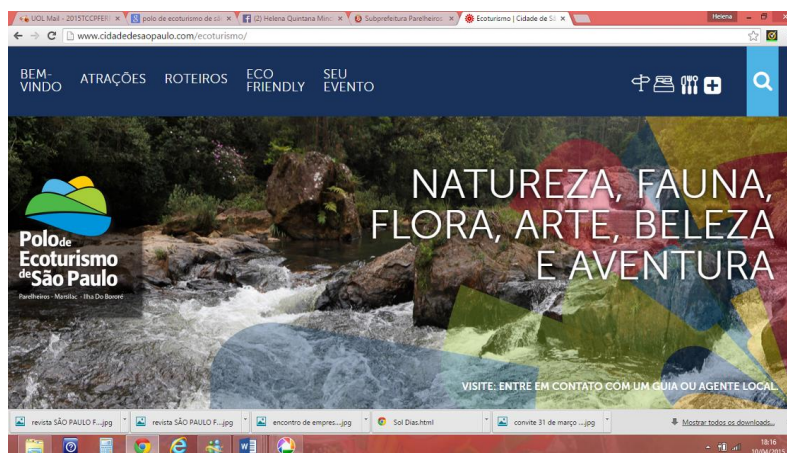 UOL Mail - 2015TCCPFER
polo de ecoturismo de sã
(2) Helena Quintana Minc
Subprefeitura Parelheiros
Ecoturismo | Cidade de Sã
Helena
www.cidadedesaopaulo.com/ecoturismo/
BEM-VINDO
ATRAÇÕES
ROTEIROS
ECO FRIENDLY
SEU EVENTO
NATUREZA, FAUNA,
FLORA, ARTE, BELEZA
E AVENTURA
Polo de
Ecoturismo
de São Paulo
Parelheiros - Marsilac - Ilha Do Bororé
VISITE: ENTRE EM CONTATO COM UM GUIA OU AGENTE LOCAL.
revista SÃO PAULO F....jpg
revista SÃO PAULO F....jpg
encontro de empres....jpg
Sol Dias.html
convite 31 de março ....jpg
Mostrar todos os downloads...
18:16
10/04/2015